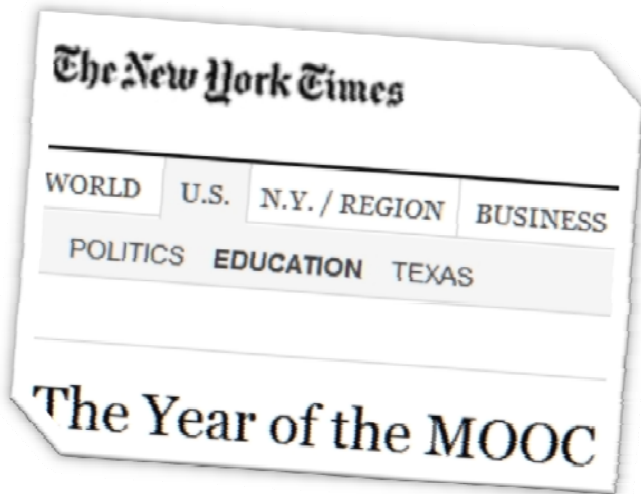 The New York Times
WORLD U.S. N.Y. / REGION BUSINESS
POLITICS EDUCATION TEXAS
The Year of the MOOC